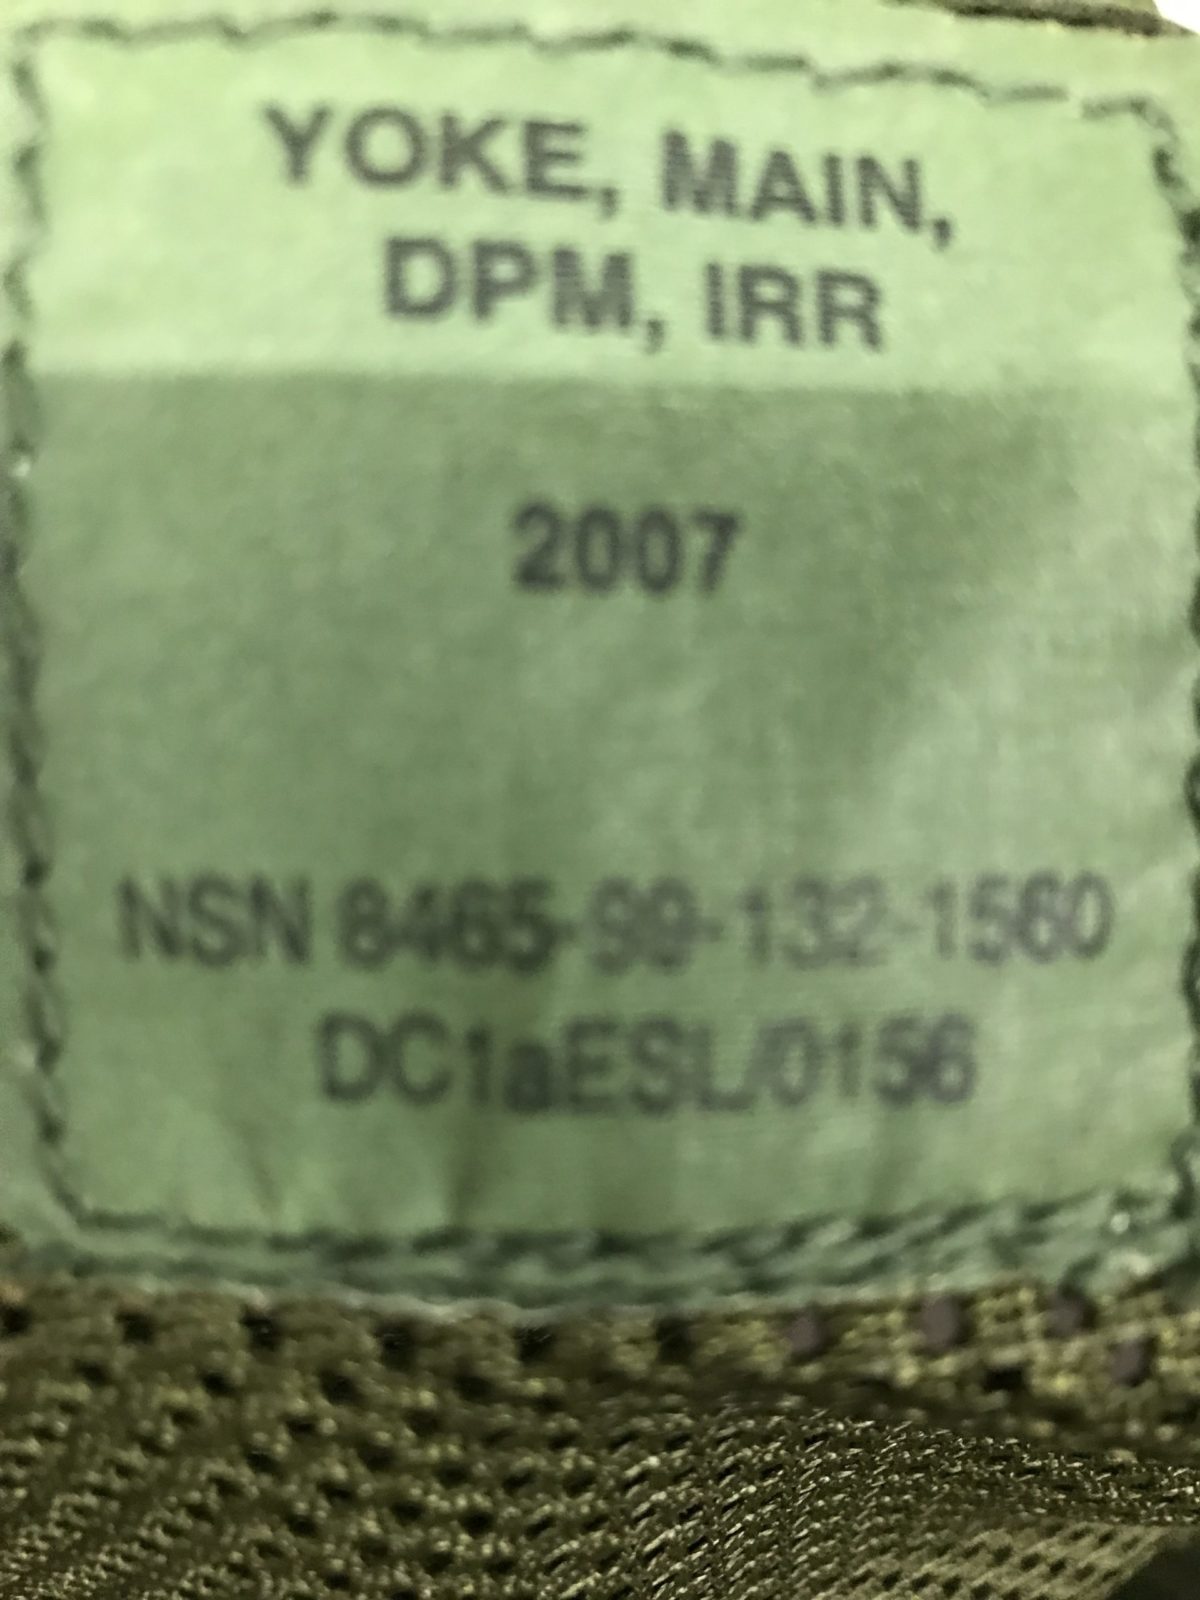 YOKE, MAIN,
DPM, IRR
2007
NSN 8465-99-132-1560
DC1aESL/0156